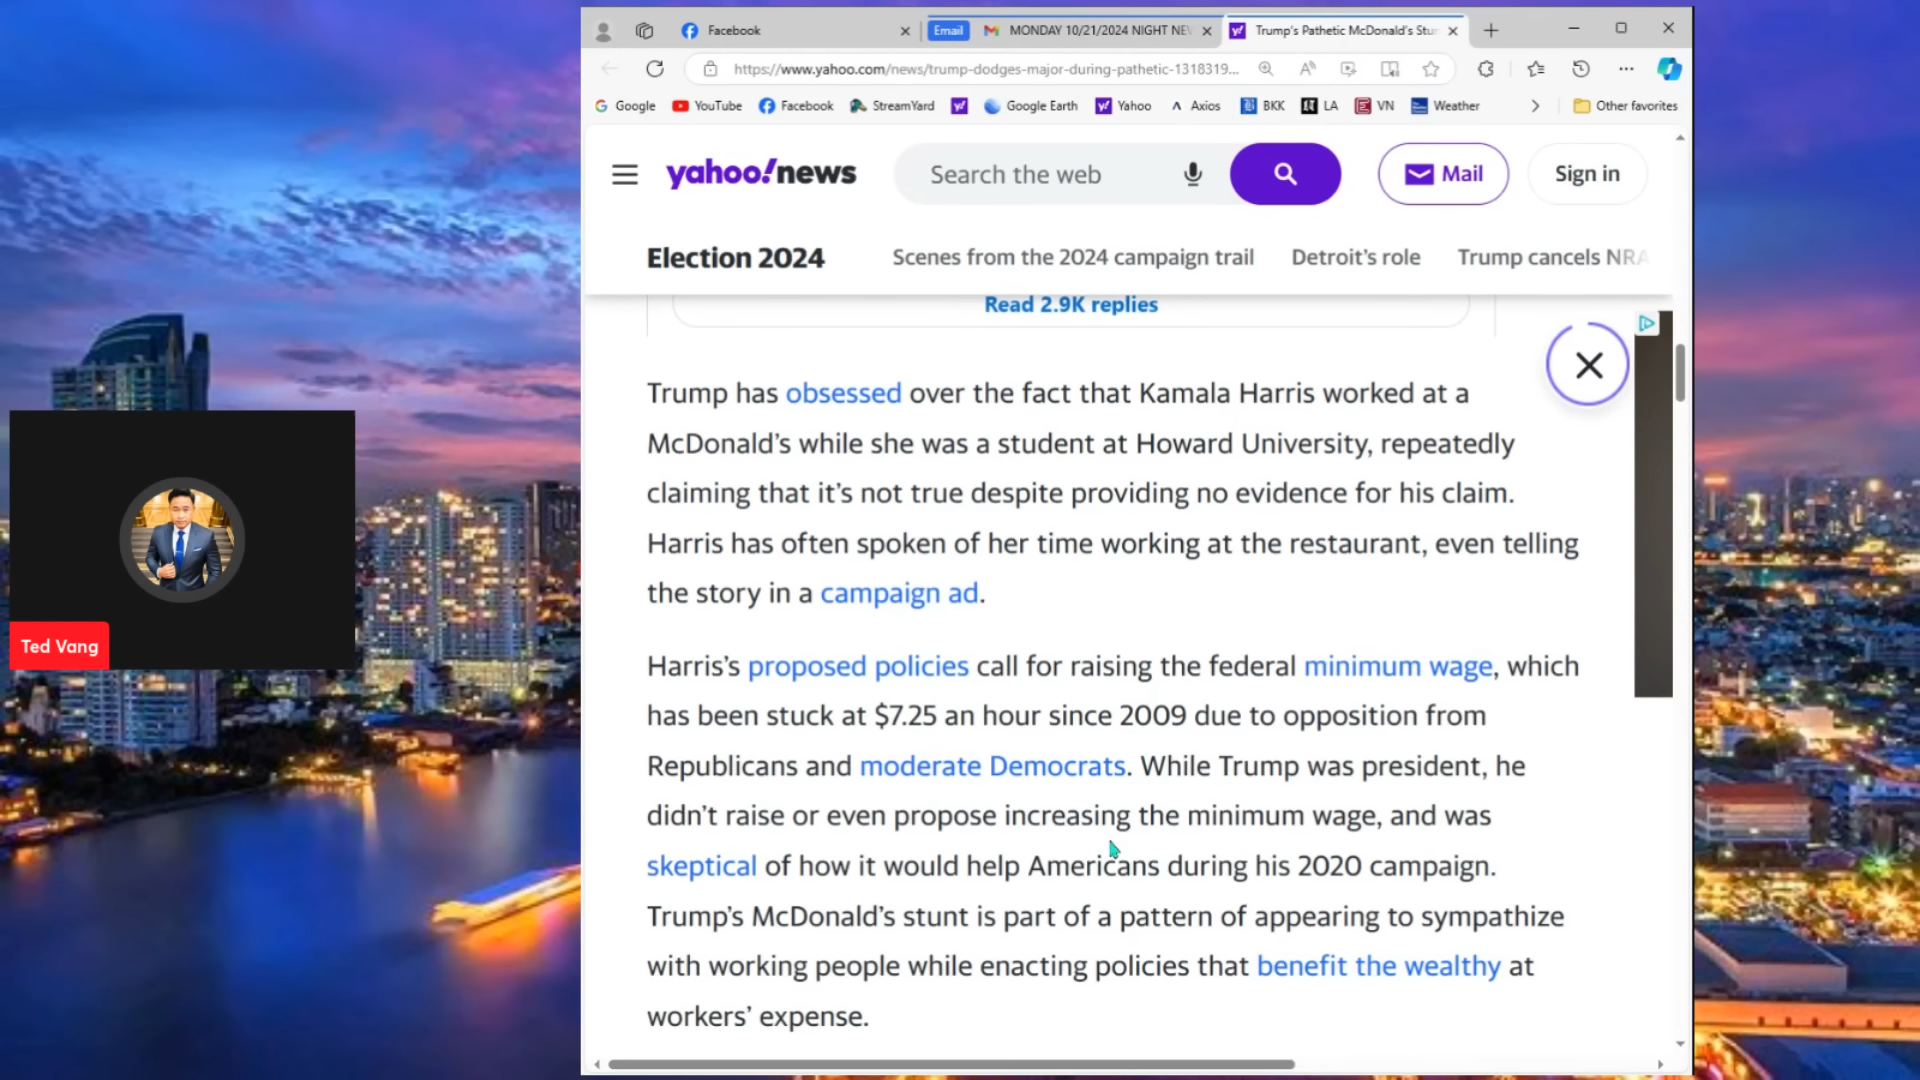 Facebook
Email
MONDAY 10/21/2024 NIGHT NEV
Trump's Pathetic McDonald's Stu
https://www.yahoo.com/news/trump-dodges-major-during-pathetic-1318319...
Google
YouTube
Facebook
StreamYard
Google Earth
Yahoo
Axios
BKK
LA
VN
Weather
Other favorites
yahoo!news
Search the web
Mail
Sign in
Election 2024
Scenes from the 2024 campaign trail
Detroit's role
Trump cancels NRA
Read 2.9K replies
Trump has obsessed over the fact that Kamala Harris worked at a
McDonald's while she was a student at Howard University, repeatedly
claiming that it's not true despite providing no evidence for his claim.
Harris has often spoken of her time working at the restaurant, even telling
the story in a campaign ad.
Harris's proposed policies call for raising the federal minimum wage, which
has been stuck at $7.25 an hour since 2009 due to opposition from
Republicans and moderate Democrats. While Trump was president, he
didn't raise or even propose increasing the minimum wage, and was
skeptical of how it would help Americans during his 2020 campaign.
Trump's McDonald's stunt is part of a pattern of appearing to sympathize
with working people while enacting policies that benefit the wealthy at
workers' expense.
Ted Vang